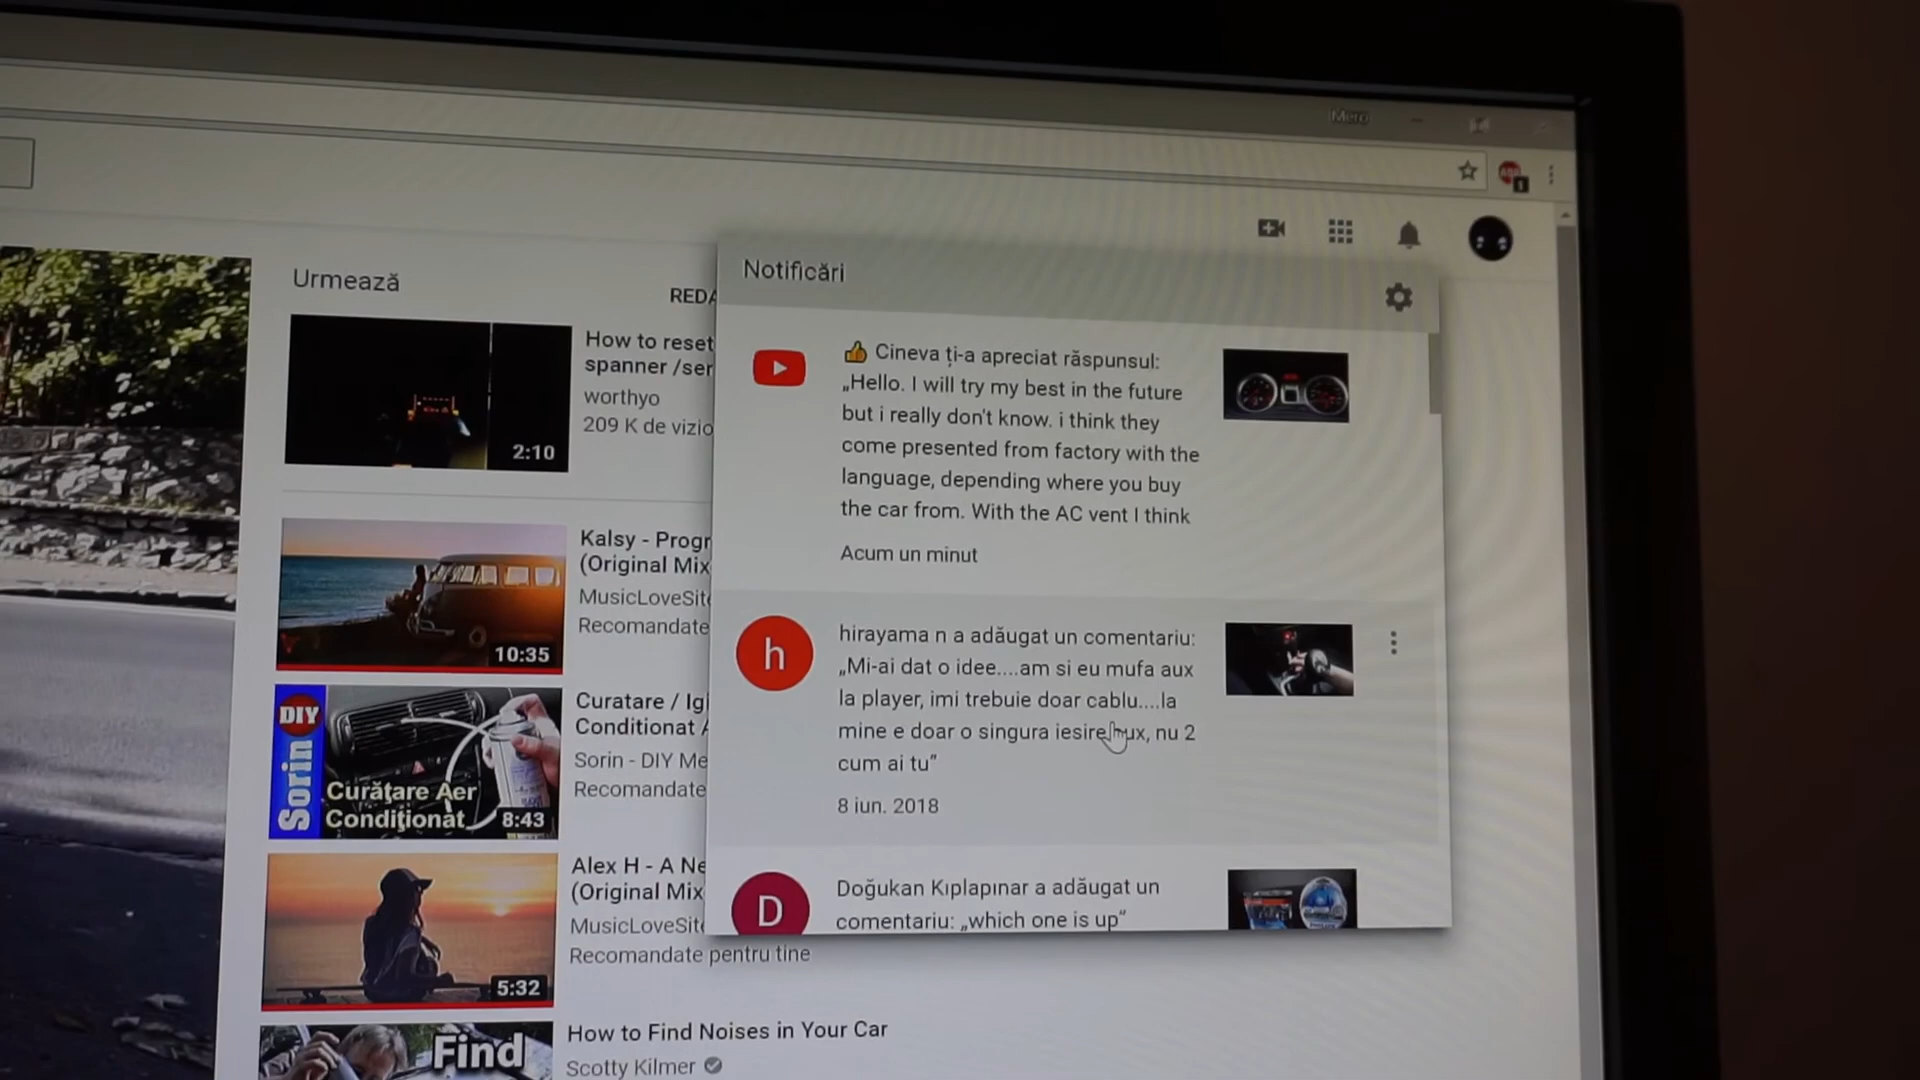 Mero
ABP
1
Urmează
REDA
How to reset
spanner /ser
worthyo
209 K de vizio
2:10
Kalsy - Progr
(Original Mix
MusicLoveSite
Recomandate
10:35
DIY
Sorin
Curăţare Aer
Condiţionat
8:43
Curatare / Igi
Conditionat A
Sorin - DIY Me
Recomandate
Alex H - A Ne
(Original Mix
MusicLoveSite
Recomandate pentru tine
5:32
Find
How to Find Noises in Your Car
Scotty Kilmer
Notificări
👍 Cineva ți-a apreciat răspunsul:
„Hello. I will try my best in the future
but i really don't know. i think they
come presented from factory with the
language, depending where you buy
the car from. With the AC vent I think
Acum un minut
h
hirayama n a adăugat un comentariu:
„Mi-ai dat o idee....am si eu mufa aux
la player, imi trebuie doar cablu....la
mine e doar o singura iesire aux, nu 2
cum ai tu”
8 iun. 2018
D
Doğukan Kıplapınar a adăugat un
comentariu: „which one is up”